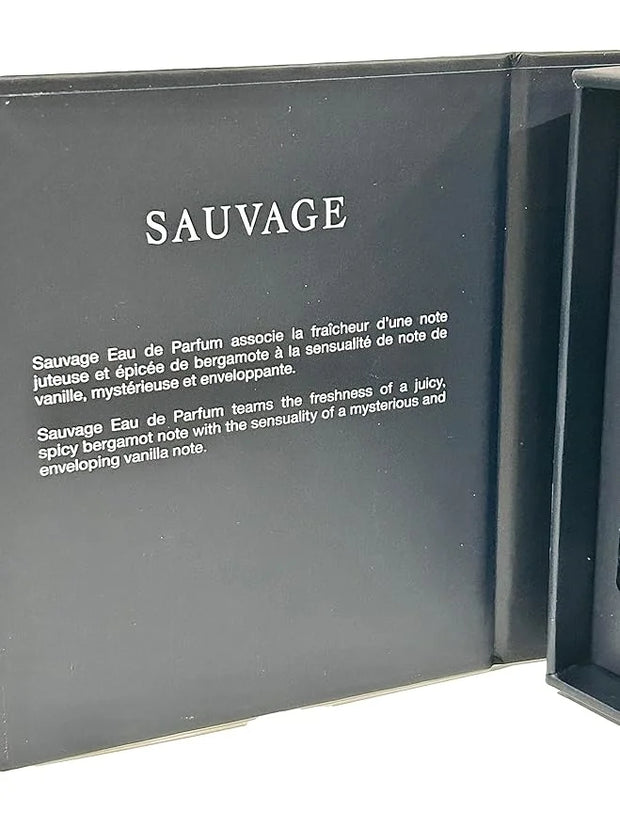 SAUVAGE
Sauvage Eau de Parfum associe la fraîcheur d'une note
juteuse et épicée de bergamote à la sensualité de note de
vanille, mystérieuse et enveloppante.
Sauvage Eau de Parfum teams the freshness of a juicy,
spicy bergamot note with the sensuality of a mysterious and
enveloping vanilla note.